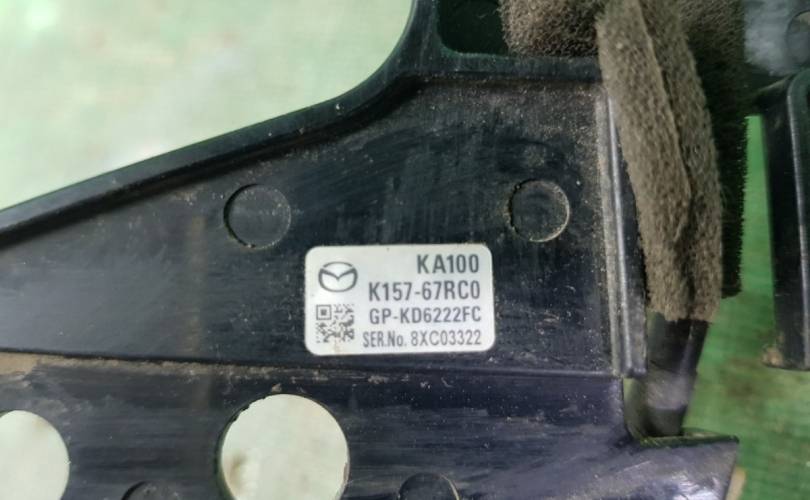 KA100
K157-67RC0
GP-KD6222FC
SER.No. 8XC03322